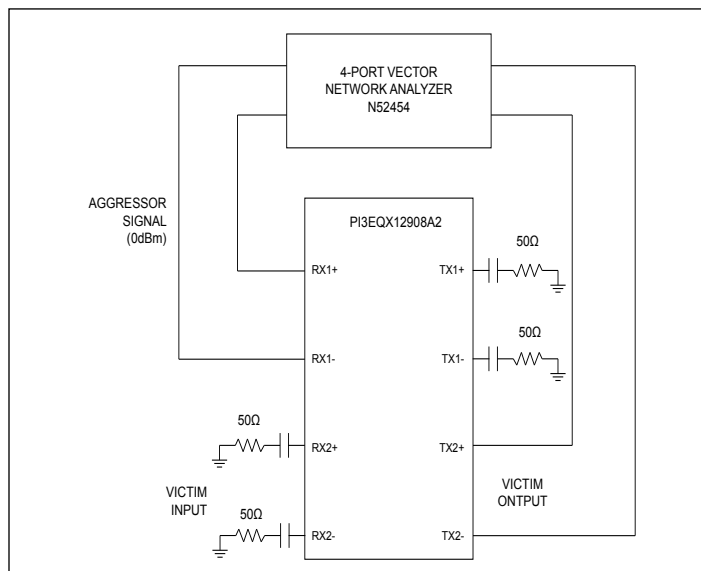 4-PORT VECTOR
NETWORK ANALYZER
N52454
AGGRESSOR
SIGNAL
(0dBm)
PI3EQX12908A2
50Ω
RX1+
TX1+
50Ω
RX1-
TX1-
50Ω
RX2+
TX2+
VICTIM
INPUT
VICTIM
ONTPUT
50Ω
RX2-
TX2-